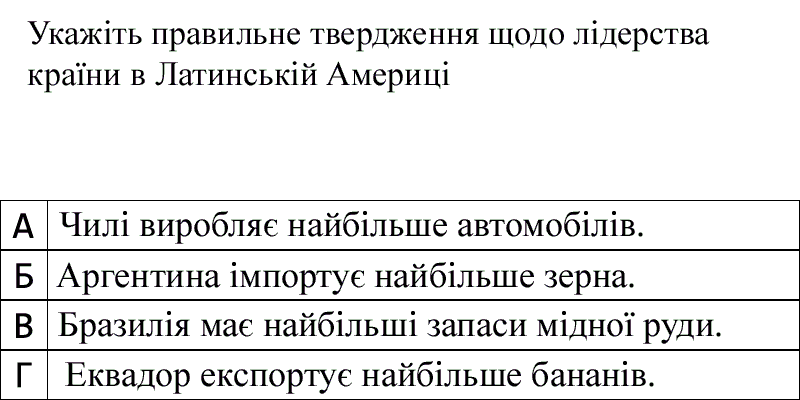 Укажіть правильне твердження щодо лідерства
країни в Латинській Америці
А Чилі виробляє найбільше автомобілів.
Б Аргентина імпортує найбільше зерна.
В Бразилія має найбільші запаси мідної руди.
Г Еквадор експортує найбільше бананів.